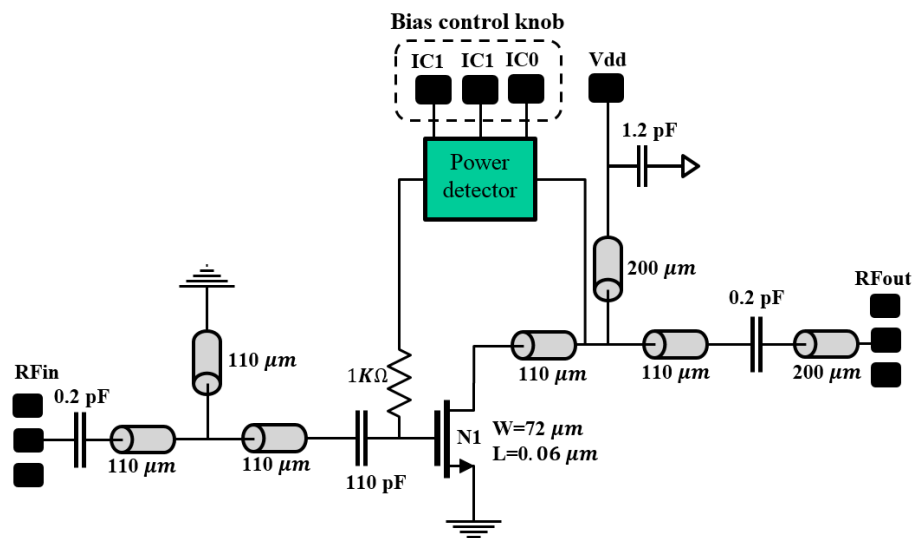 Bias control knob
IC1 IC1 IC0
Vdd
1.2 pF
Power
detector
200 μm
RFout
0.2 pF
110 μm
1KΩ
RFin
0.2 pF
110 μm
110 μm
200 μm
N1
W=72 μm
L=0.06 μm
110 μm
110 μm
110 pF